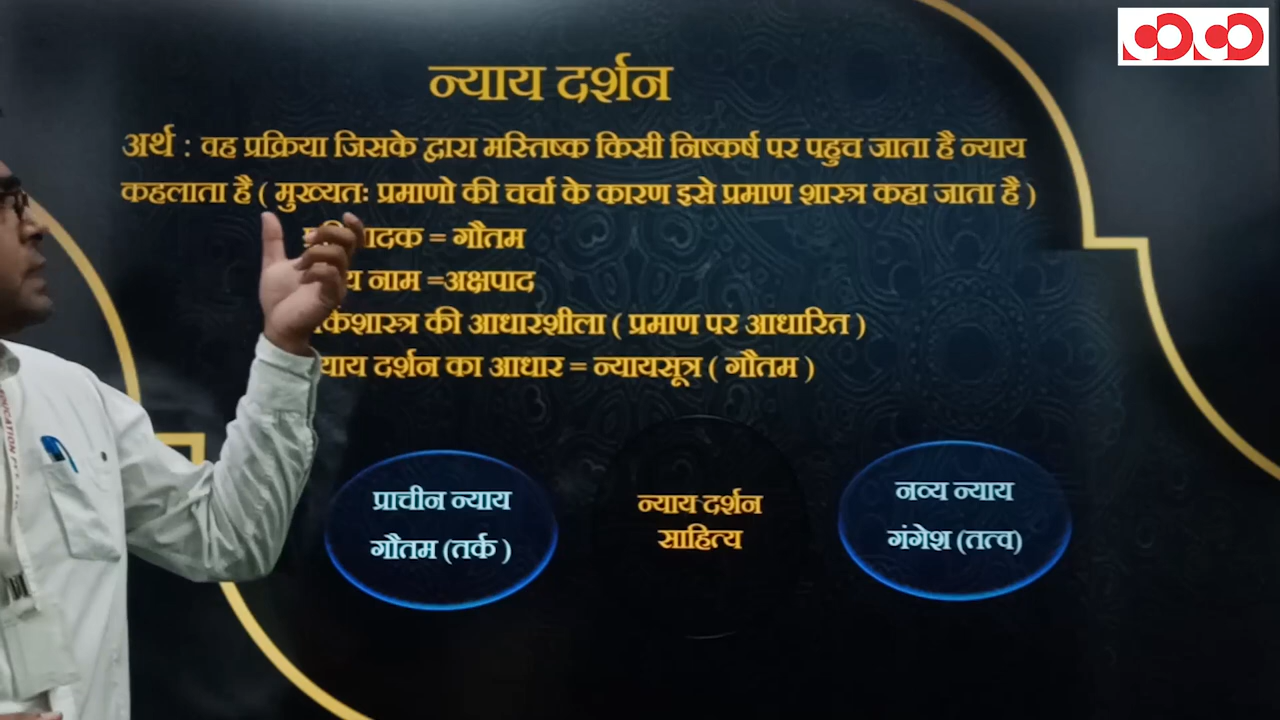 न्याय दर्शन
अर्थ : वह प्रक्रिया जिसके द्वारा मस्तिष्क किसी निष्कर्ष पर पहुच जाता है न्याय
कहलाता है ( मुख्यतः प्रमाणो की चर्चा के कारण इसे प्रमाण शास्त्र कहा जाता है )
= गौतम
नाम =अक्षपाद
की आधारशीला ( प्रमाण पर आधारित )
दर्शन का आधार = न्यायसूत्र ( गौतम )
प्राचीन न्याय
गौतम (तर्क )
न्याय-दर्शन
साहित्य
नव्य न्याय
गंगेश (तत्व)